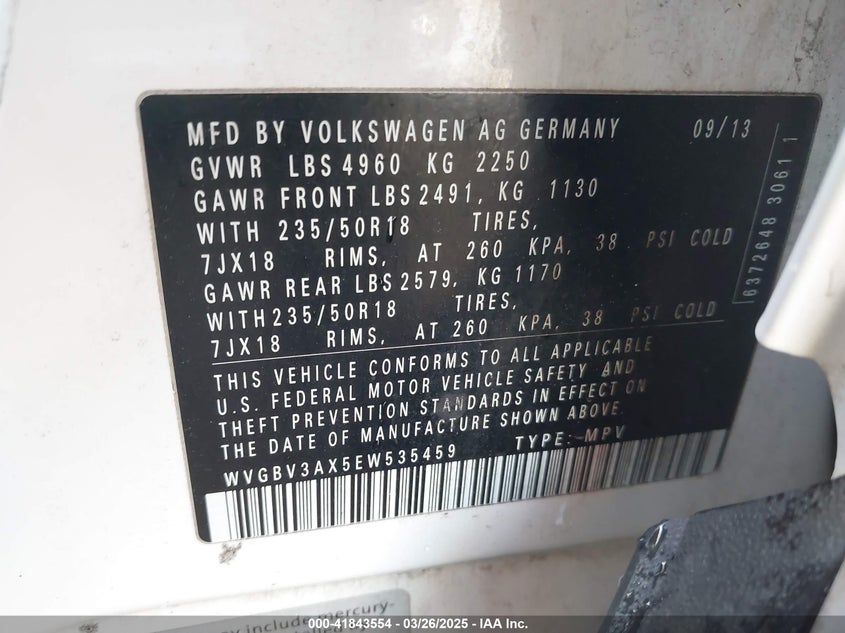 MFD BY VOLKSWAGEN AG GERMANY 09/13
GVWR LBS 4960 KG 2250
GAWR FRONT LBS 2491, KG 1130
WITH 235/50R18 TIRES,
7JX18 RIMS, AT 260 KPA, 38 PSI COLD
GAWR REAR LBS 2579, KG 1170
WITH 235/50R18 TIRES,
7JX18 RIMS, AT 260 KPA, 38 PSI COLD
THIS VEHICLE CONFORMS TO ALL APPLICABLE
U.S. FEDERAL MOTOR VEHICLE SAFETY AND
THEFT PREVENTION STANDARDS IN EFFECT ON
THE DATE OF MANUFACTURE SHOWN ABOVE.
WVGBV3AX5EW535459 TYPE: MPV
6372648 3061 1
include mercury-
000-41843554 — 03/26/2025 — IAA Inc.